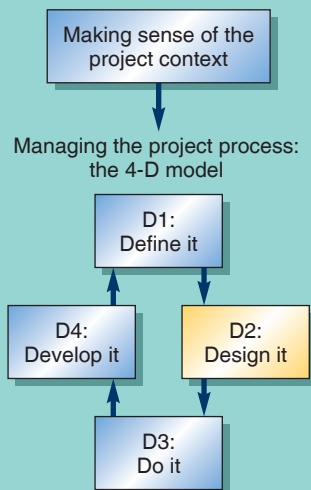 Making sense of the
project context
Managing the project process:
the 4-D model
D1:
Define it
D4:
Develop it
D2:
Design it
D3:
Do it